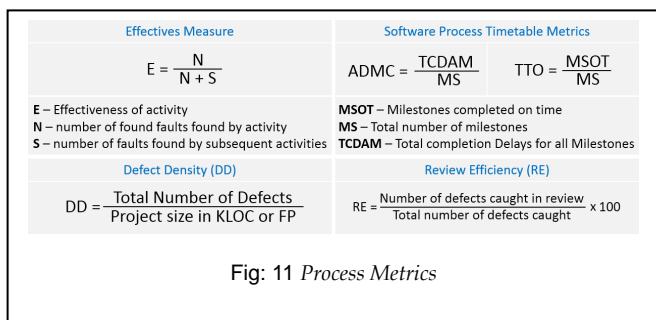 Effectives Measure
E = N / N + S
E – Effectiveness of activity
N – number of found faults found by activity
S – number of faults found by subsequent activities
Software Process Timetable Metrics
ADMC = TCDAM / MS TTO = MSOT / MS
MSOT – Milestones completed on time
MS – Total number of milestones
TCDAM – Total completion Delays for all Milestones
Defect Density (DD)
DD = Total Number of Defects / Project size in KLOC or FP
Review Efficiency (RE)
RE = Number of defects caught in review / Total number of defects caught x 100
Fig: 11 Process Metrics